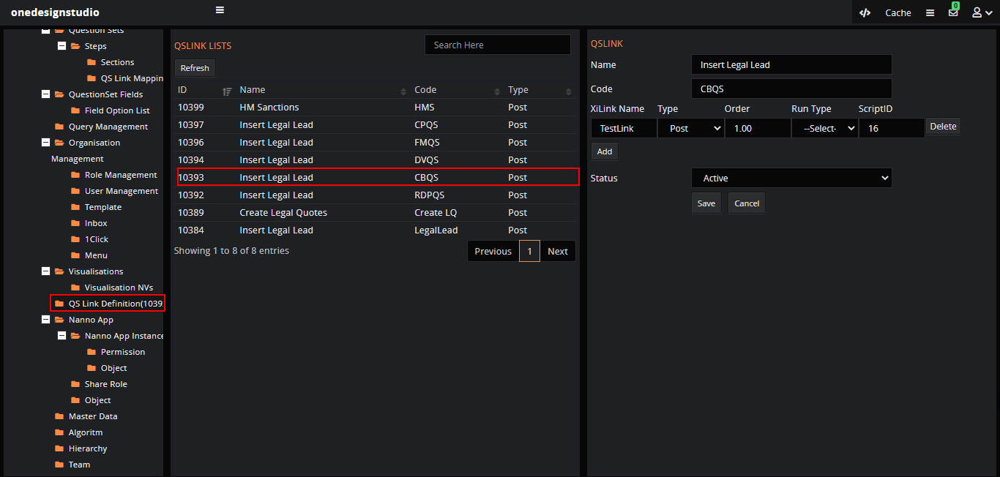 onedesignstudio
Cache
0
Question Sets
Steps
Sections
QS Link Mappin
QuestionSet Fields
Field Option List
Query Management
Organisation
Management
Role Management
User Management
Template
Inbox
1Click
Menu
Visualisations
Visualisation NVs
QS Link Definition(1039
Nanno App
Nanno App Instance
Permission
Object
Share Role
Object
Master Data
Algoritm
Hierarchy
Team
QSLINK LISTS
Search Here
Refresh
ID Name Code Type
10399 HM Sanctions HMS Post
10397 Insert Legal Lead CPQS Post
10396 Insert Legal Lead FMQS Post
10394 Insert Legal Lead DVQS Post
10393 Insert Legal Lead CBQS Post
10392 Insert Legal Lead RDPQS Post
10389 Create Legal Quotes Create LQ Post
10384 Insert Legal Lead LegalLead Post
Showing 1 to 8 of 8 entries
Previous 1 Next
QSLINK
Name Insert Legal Lead
Code CBQS
XiLink Name Type Order Run Type ScriptID
TestLink Post 1.00 --Select- 16 Delete
Add
Status Active
Save Cancel